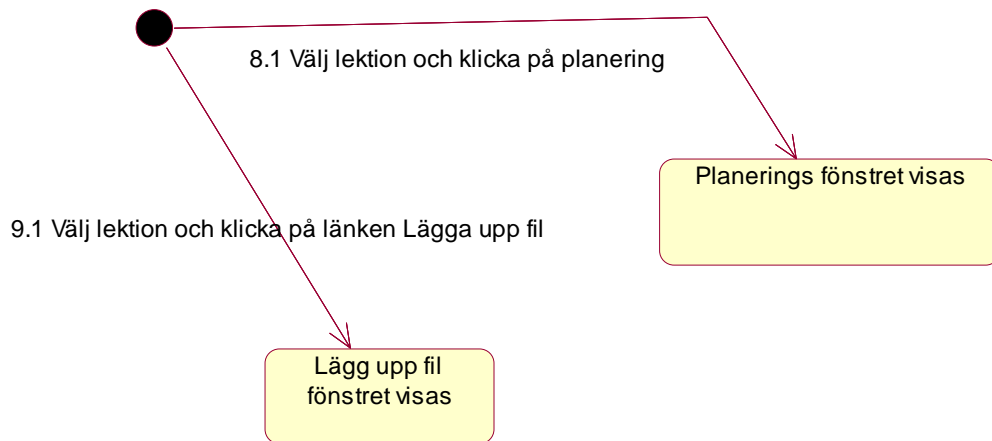 8.1 Välj lektion och klicka på planering
Planerings fönstret visas
9.1 Välj lektion och klicka på länken Lägga upp fil
Lägg upp fil
fönstret visas